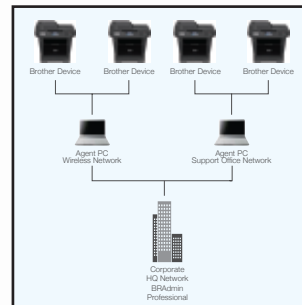 Brother Device Brother Device Brother Device Brother Device
Agent PC
Wireless Network
Agent PC
Support Office Network
Corporate
HQ Network
BRAdmin
Professional